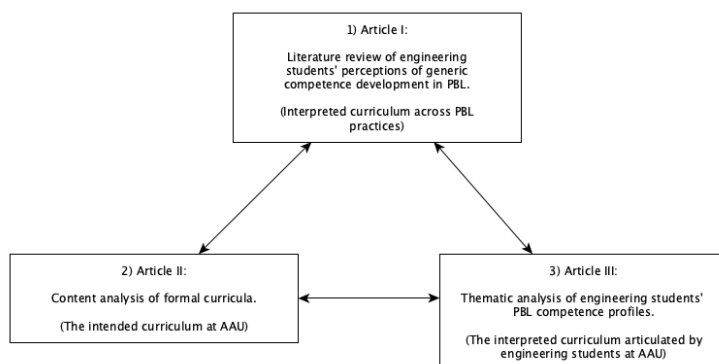 1) Article I:
Literature review of engineering
students' perceptions of generic
competence development in PBL.
(Interpreted curriculum across PBL
practices)
2) Article II:
Content analysis of formal curricula.
(The intended curriculum at AAU)
3) Article III:
Thematic analysis of engineering students'
PBL competence profiles.
(The interpreted curriculum articulated by
engineering students at AAU)